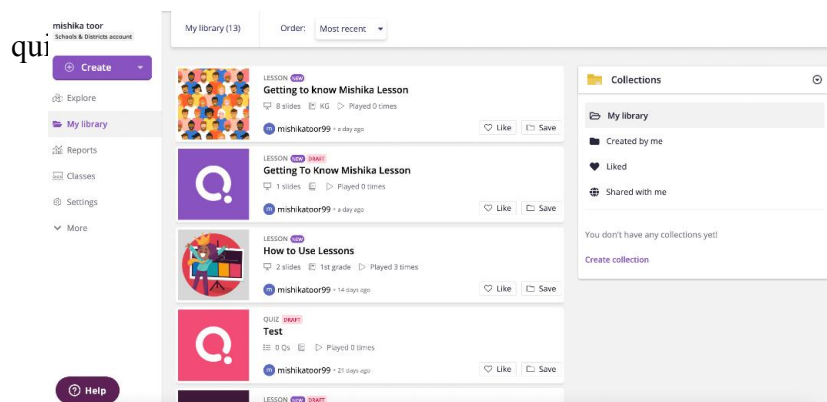 mishika toor
Schools & Districts account
qui
Create
Explore
My library
Reports
Classes
Settings
More
Help
My library (13)
Order: Most recent
LESSON NEW
Getting to know Mishika Lesson
8 slides KG Played 0 times
m mishikatoor99 • a day ago
Like Save
LESSON NEW DRAFT
Getting To Know Mishika Lesson
1 slides Played 0 times
m mishikatoor99 • a day ago
Like Save
LESSON NEW
How to Use Lessons
2 slides 1st grade Played 3 times
m mishikatoor99 • 14 days ago
Like Save
QUIZ DRAFT
Test
0 Qs Played 0 times
m mishikatoor99 • 21 days ago
Like Save
LESSON NEW DRAFT
Collections
My library
Created by me
Liked
Shared with me
You don't have any collections yet!
Create collection